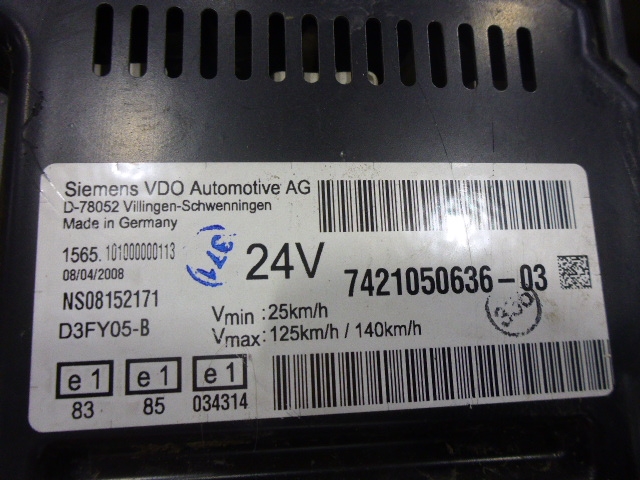 Siemens VDO Automotive AG
D-78052 Villingen-Schwenningen
Made in Germany
1565.101000000113
08/04/2008
(371)
24V
7421050636-03
NS08152171
D3FY05-B
Vmin :25km/h
Vmax: 125km/h / 140km/h
e 1 e 1 e 1
83 85 034314